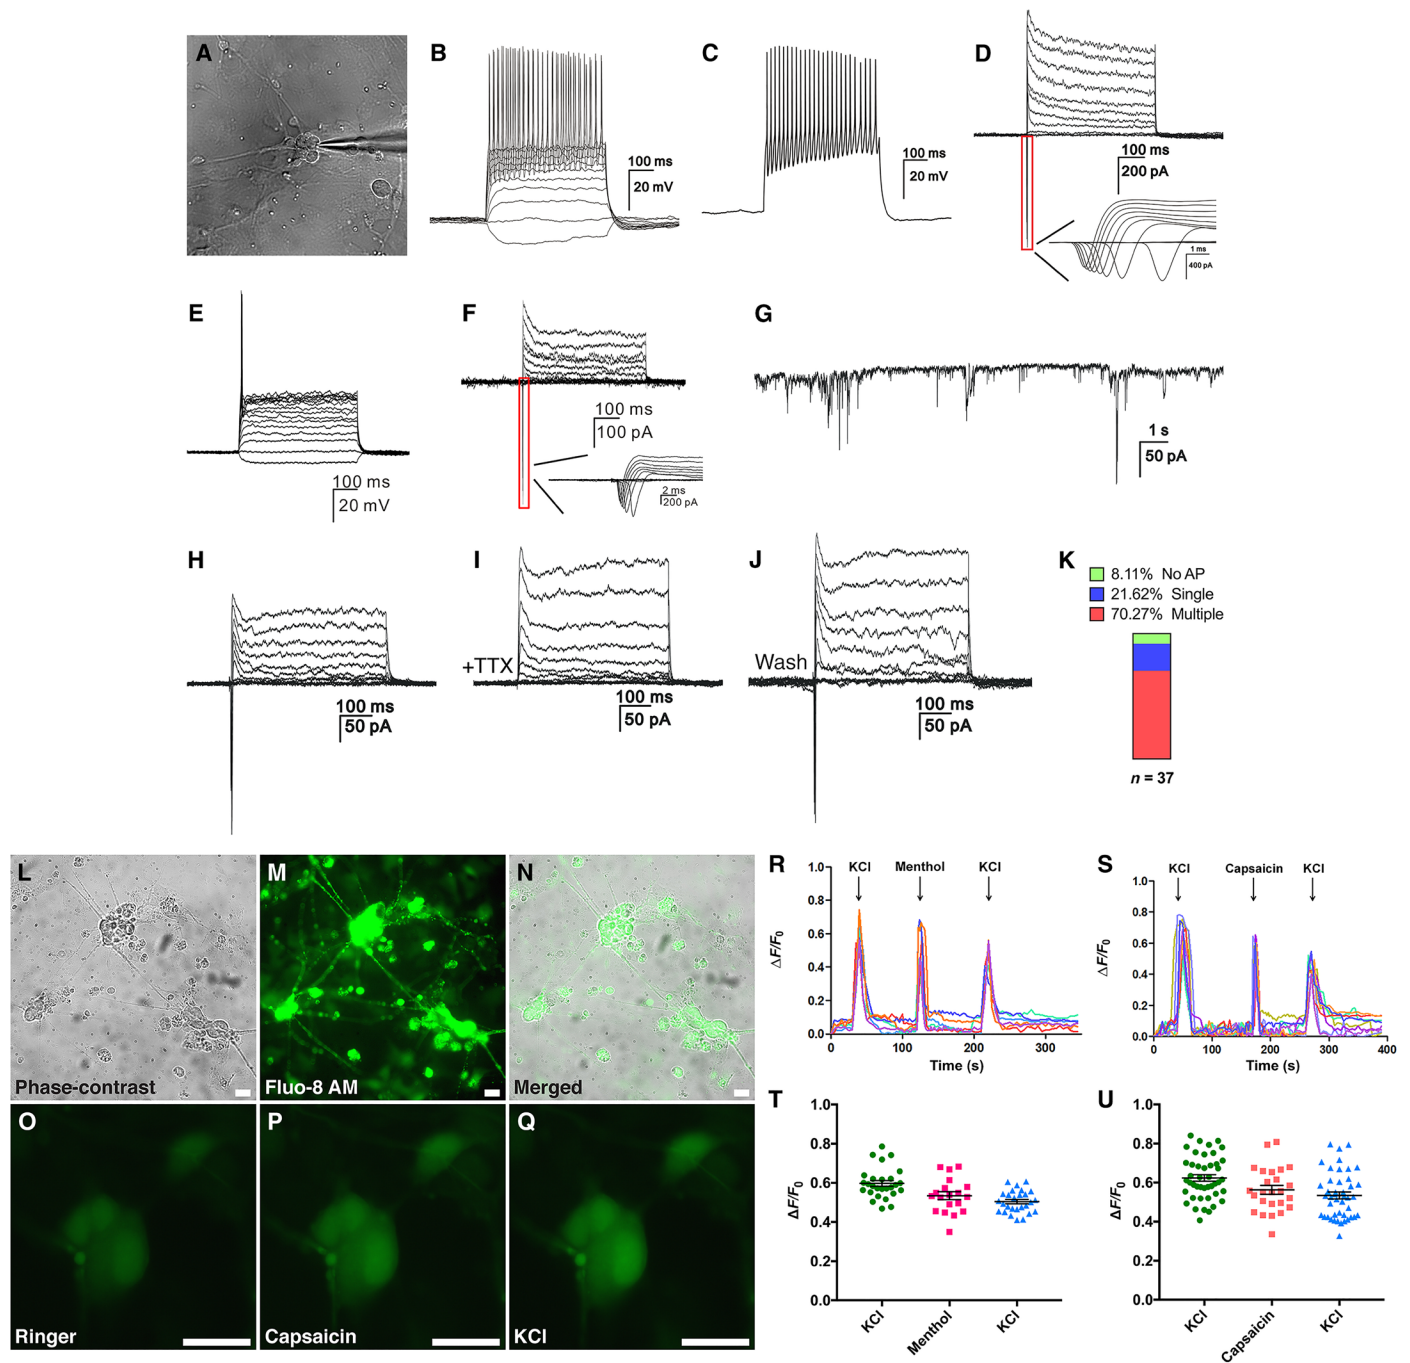 A
B
100 ms
20 mV
C
100 ms
20 mV
D
100 ms
200 pA
1 ms
400 pA
E
100 ms
20 mV
F
100 ms
100 pA
2 ms
200 pA
G
1 s
50 pA
H
100 ms
50 pA
I
+TTX
100 ms
50 pA
J
Wash
100 ms
50 pA
K
8.11% No AP
21.62% Single
70.27% Multiple
n = 37
L
Phase-contrast
M
Fluo-8 AM
N
Merged
O
Ringer
P
Capsaicin
Q
KCl
R
KCl Menthol KCl
ΔF/F0
1.0
0.8
0.6
0.4
0.2
0.0
0 100 200 300
Time (s)
S
KCl Capsaicin KCl
ΔF/F0
1.0
0.8
0.6
0.4
0.2
0.0
0 100 200 300 400
Time (s)
T
ΔF/F0
1.0
0.8
0.6
0.4
0.2
0.0
KCl
Menthol
KCl
U
ΔF/F0
1.0
0.8
0.6
0.4
0.2
0.0
KCl
Capsaicin
KCl